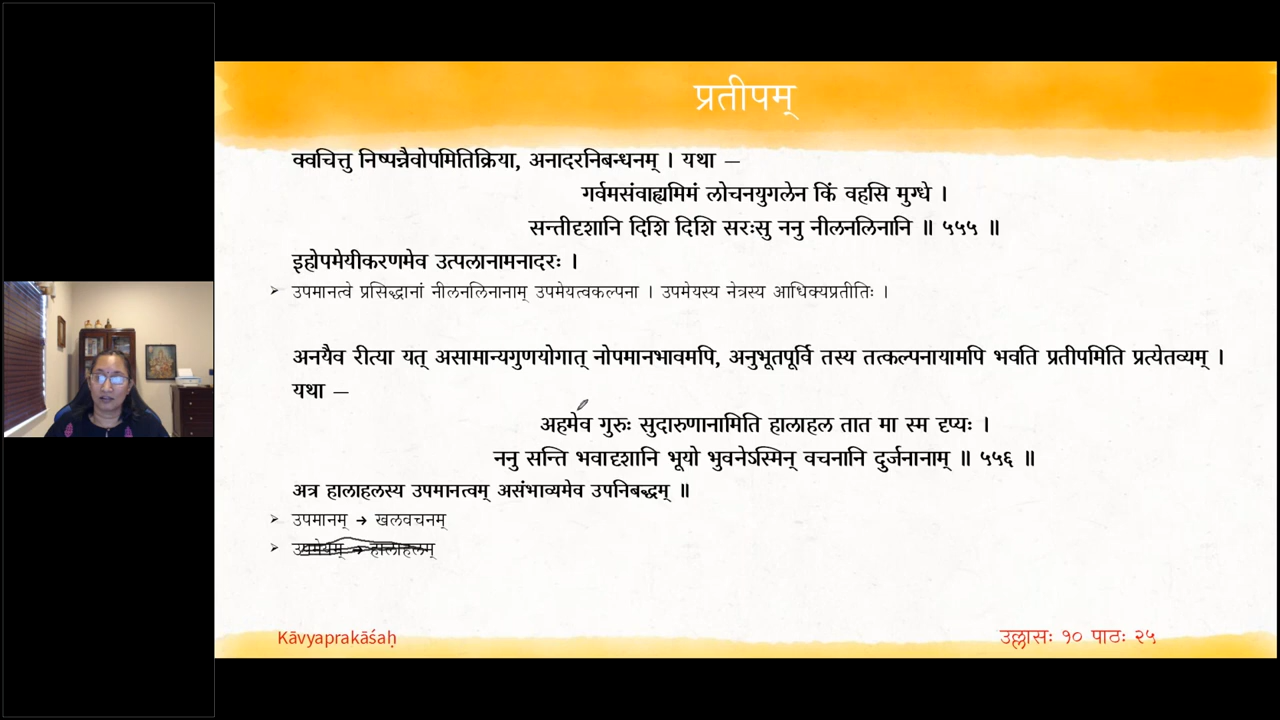 प्रतीपम्
क्वचित्तु निष्पन्नैवोपमितिक्रिया, अनादरनिबन्धनम् । यथा –
गर्वमसंवाह्यमिमं लोचनयुगलेन किं वहसि मुग्धे ।
सन्तीदृशानि दिशि दिशि सरःसु ननु नीलनलिनानि ॥ ५५५ ॥
इहोपमेयीकरणमेव उत्पलानामनादरः ।
➢ उपमानत्वे प्रसिद्धानां नीलनलिनानाम् उपमेयत्वकल्पना । उपमेयस्य नेत्रस्य आधिक्यप्रतीतिः ।
अनयैव रीत्या यत् असामान्यगुणयोगात् नोपमानभावमपि, अनुभूतपूर्वि तस्य तत्कल्पनायामपि भवति प्रतीपमिति प्रत्येतव्यम् ।
यथा –
अहमेव गुरुः सुदारुणानामिति हालाहल तात मा स्म दृप्यः ।
ननु सन्ति भवादृशानि भूयो भुवनेऽस्मिन् वचनानि दुर्जनानाम् ॥ ५५६ ॥
अत्र हालाहलस्य उपमानत्वम् असंभाव्यमेव उपनिबद्धम् ॥
➢ उपमानम् → खलवचनम्
➢ उपमेयम् → हालाहलम्
Kāvyaprakāśaḥ
उल्लासः १० पाठः २५